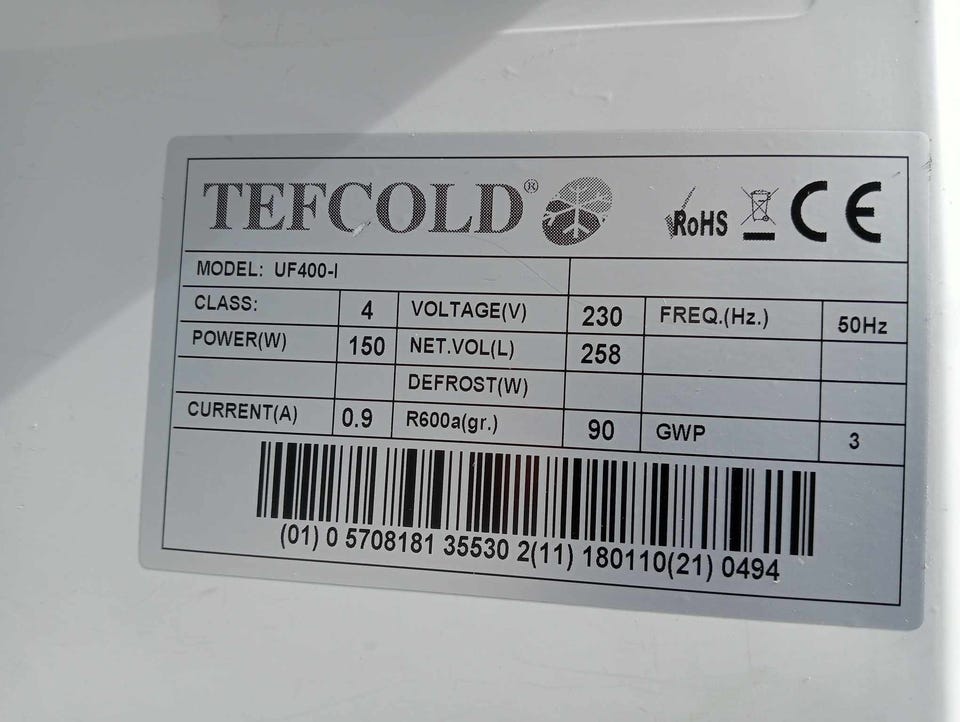 TEFCOLD® RoHS CE
MODEL: UF400-I
CLASS: 4 VOLTAGE(V) 230 FREQ.(Hz.) 50Hz
POWER(W) 150 NET.VOL(L) 258
DEFROST(W)
CURRENT(A) 0.9 R600a(gr.) 90 GWP 3
(01) 0 5708181 35530 2(11) 180110(21) 0494